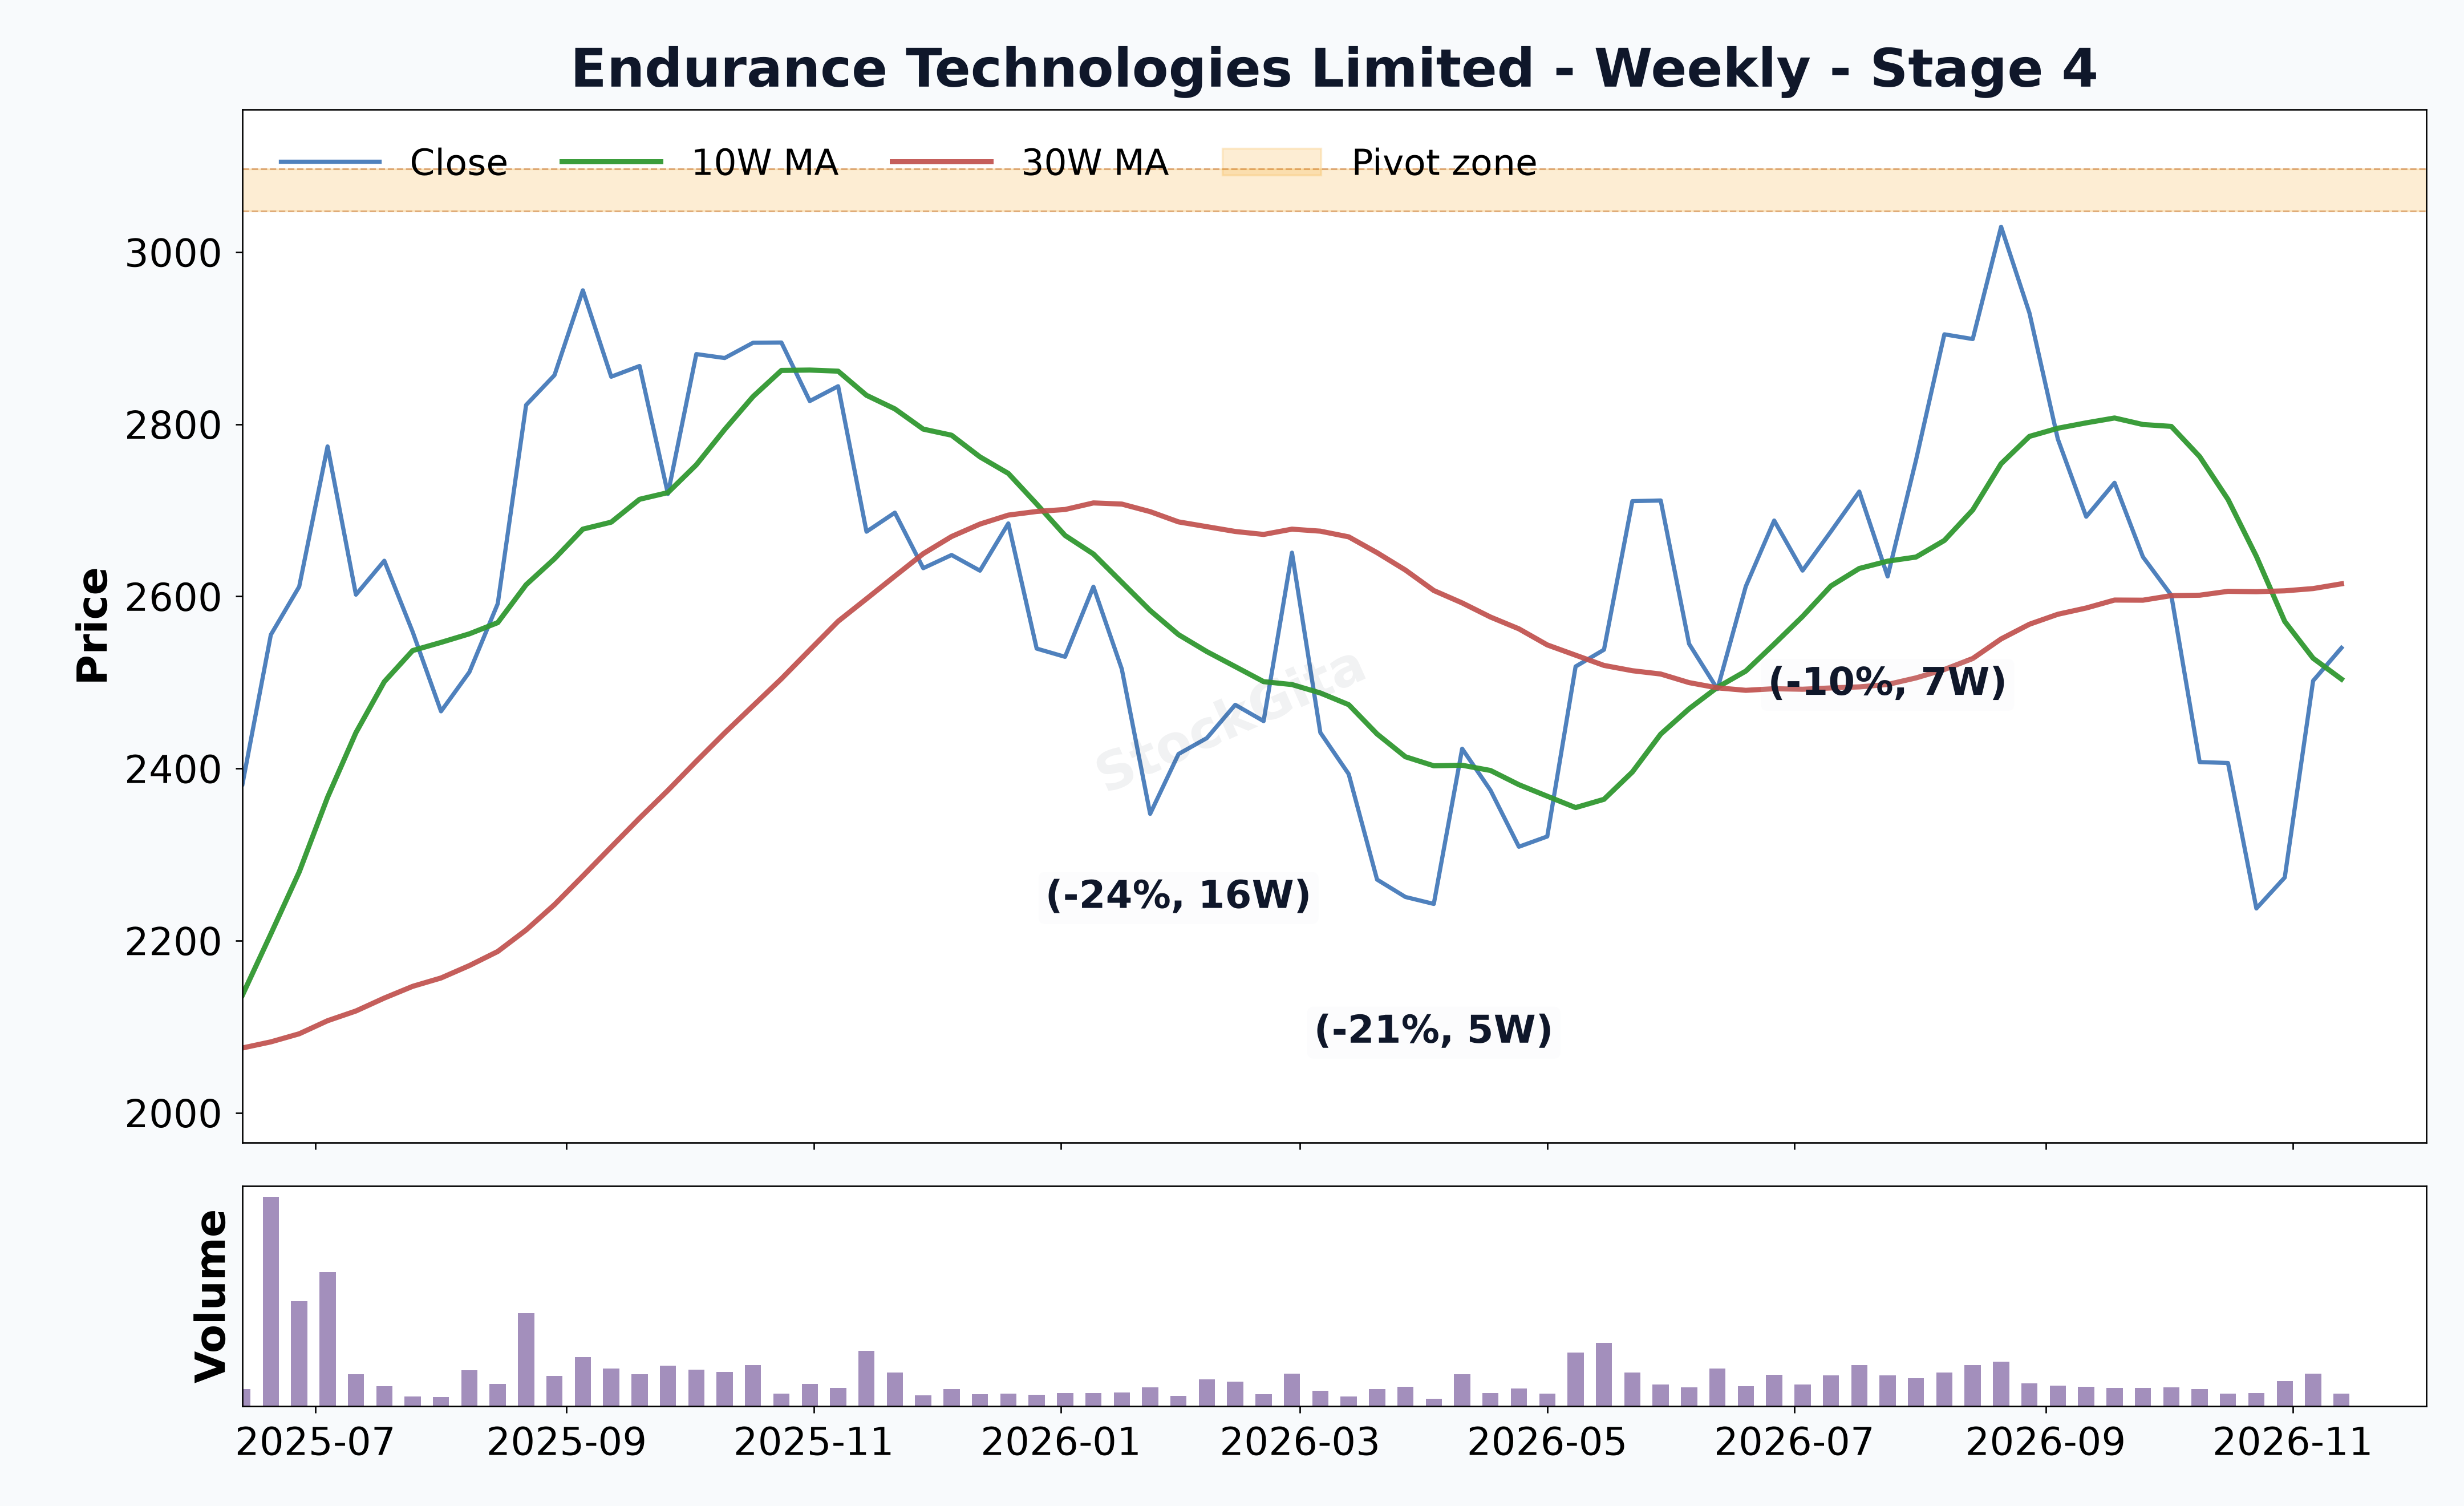 Endurance Technologies Limited - Weekly - Stage 4
Close 10W MA 30W MA Pivot zone
Price
3000
2800
2600
2400
2200
2000
StockGita
(-10%, 7W)
(-24%, 16W)
(-21%, 5W)
Volume
2025-07 2025-09 2025-11 2026-01 2026-03 2026-05 2026-07 2026-09 2026-11